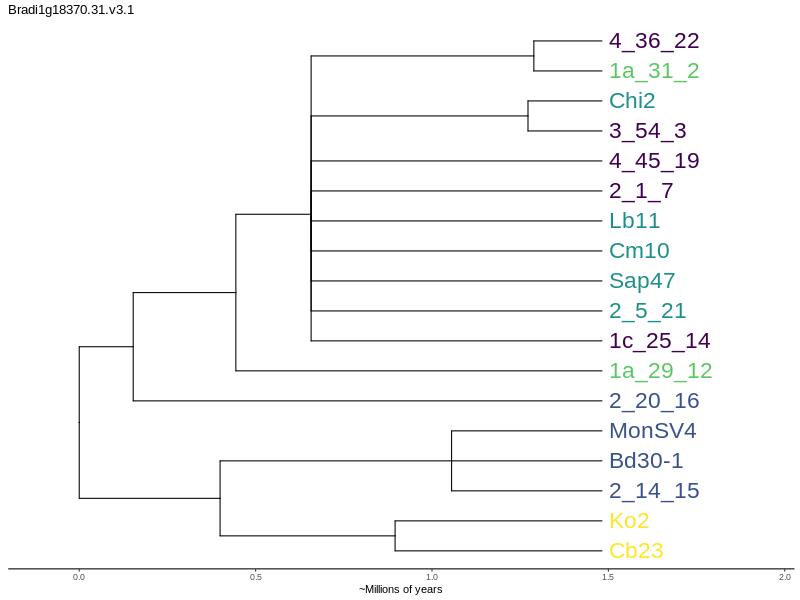 Bradi1g18370.31.v3.1
4_36_22
1a_31_2
Chi2
3_54_3
4_45_19
2_1_7
Lb11
Cm10
Sap47
2_5_21
1c_25_14
1a_29_12
2_20_16
MonSV4
Bd30-1
2_14_15
Ko2
Cb23
0.0 0.5 1.0 1.5 2.0
~Millions of years